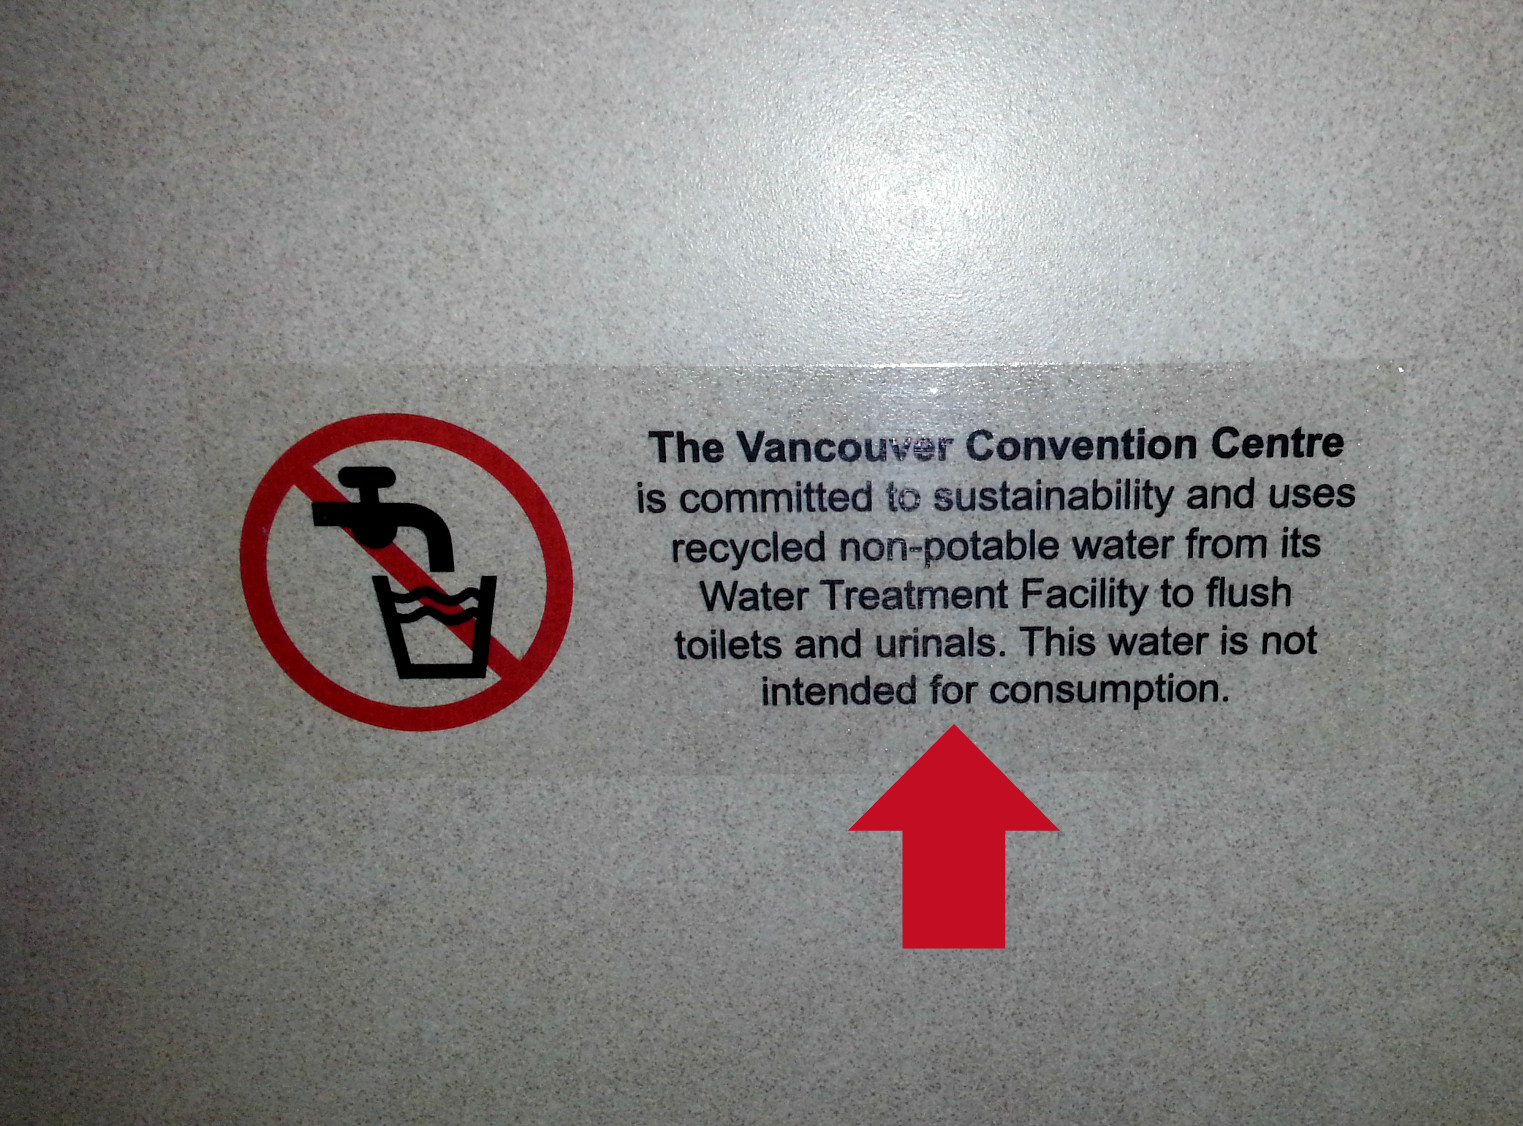 The Vancouver Convention Centre
is committed to sustainability and uses
recycled non-potable water from its
Water Treatment Facility to flush
toilets and urinals. This water is not
intended for consumption.